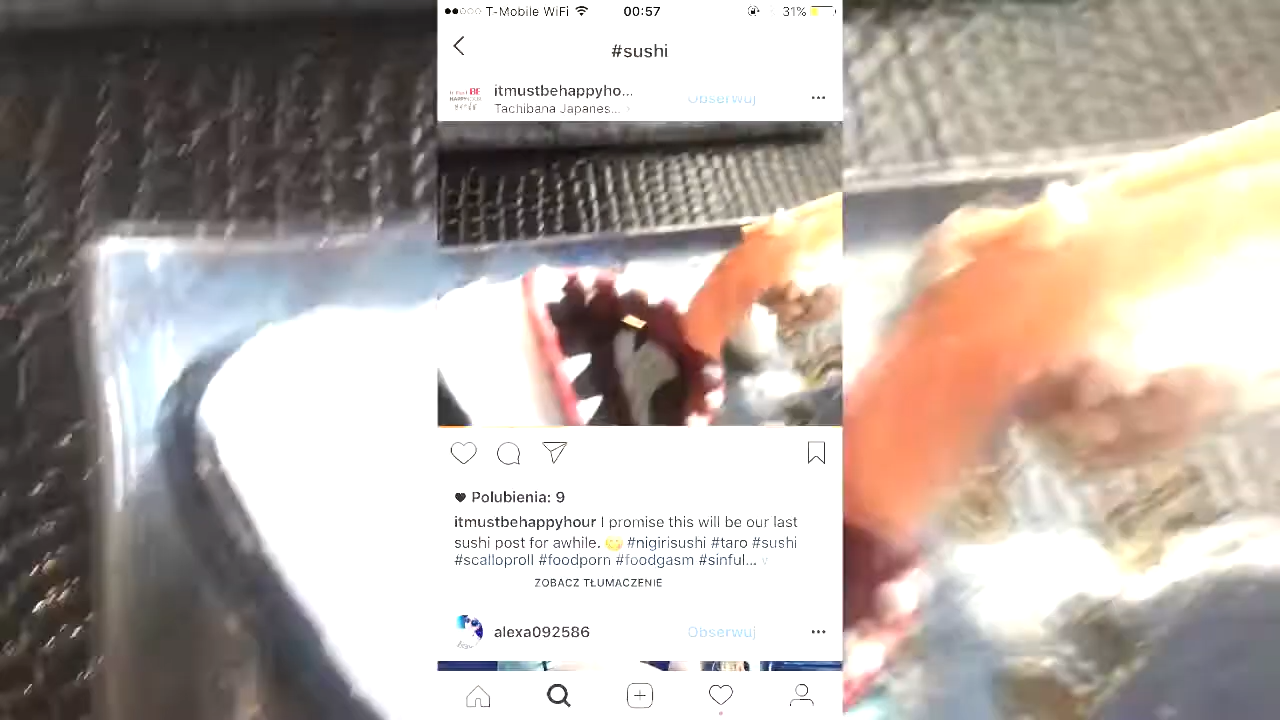 T-Mobile WiFi 00:57 31%
#sushi
itmustbehappyho...
Obserwuj
Tachibana Japanes...
Polubienia: 9
itmustbehappyhour I promise this will be our last
sushi post for awhile. 🤭 #nigirisushi #taro #sushi
#scalloproll #foodporn #foodgasm #sinful...
ZOBACZ TŁUMACZENIE
alexa092586
Obserwuj